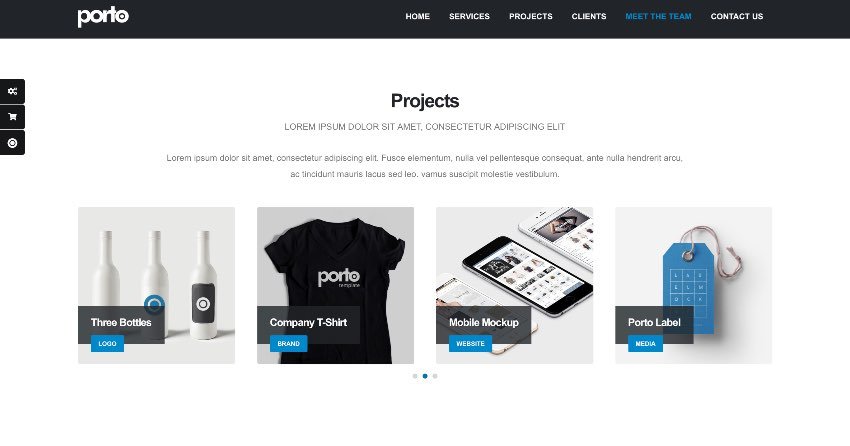 porto
HOME SERVICES PROJECTS CLIENTS MEET THE TEAM CONTACT US
Projects
LOREM IPSUM DOLOR SIT AMET, CONSECTETUR ADIPISCING ELIT
Lorem ipsum dolor sit amet, consectetur adipiscing elit. Fusce elementum, nulla vel pellentesque consequat, ante nulla hendrerit arcu,
ac tincidunt mauris lacus sed leo. vamus suscipit molestie vestibulum.
porto
template
Three Bottles
Company T-Shirt
Mobile Mockup
Porto Label
LOGO
BRAND
WEBSITE
MEDIA